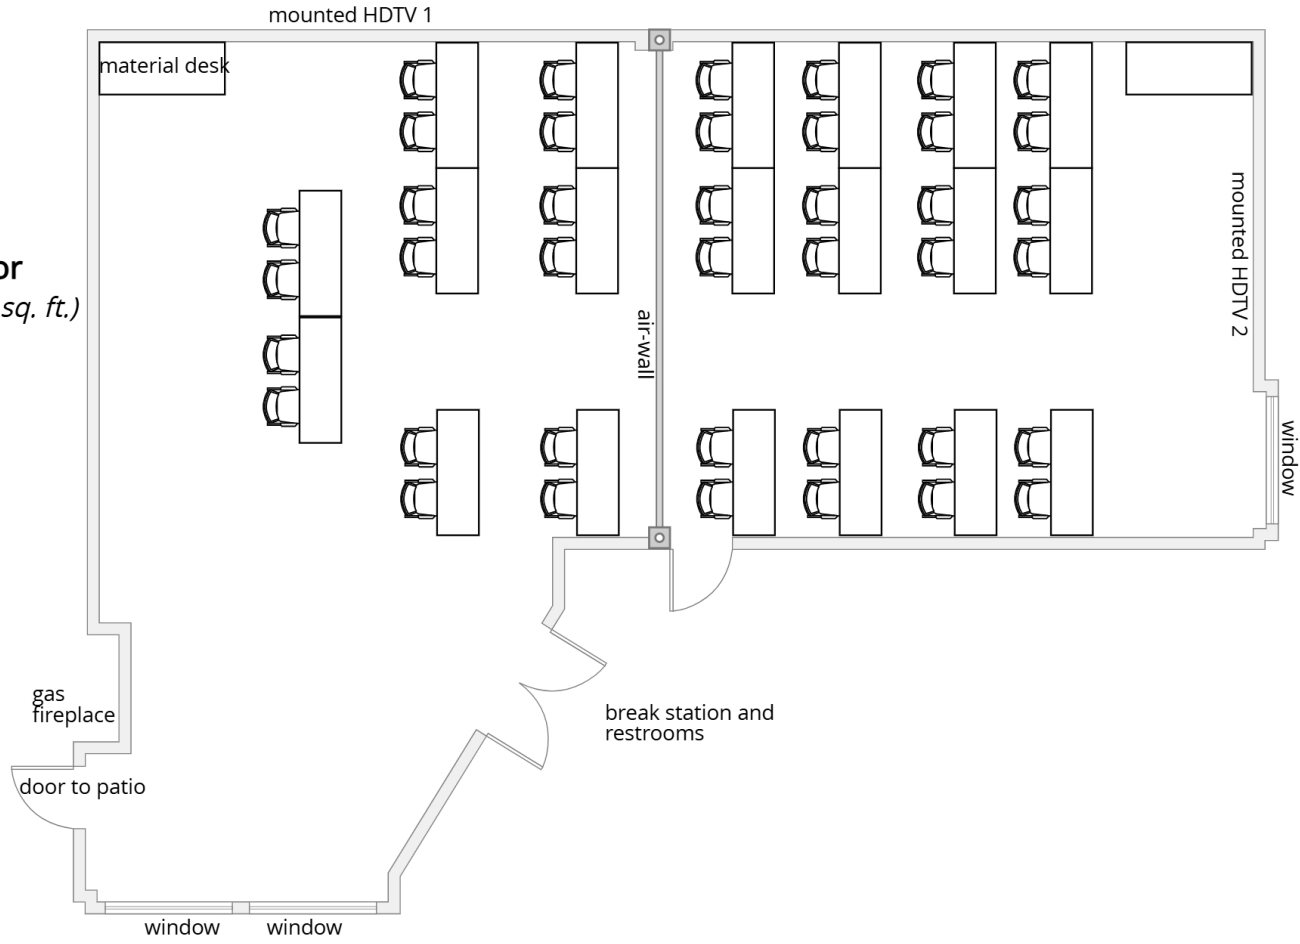 mounted HDTV 1
material desk
mounted HDTV 2
or
sq. ft.)
air-wall
window
gas
fireplace
break station and
restrooms
door to patio
window
window